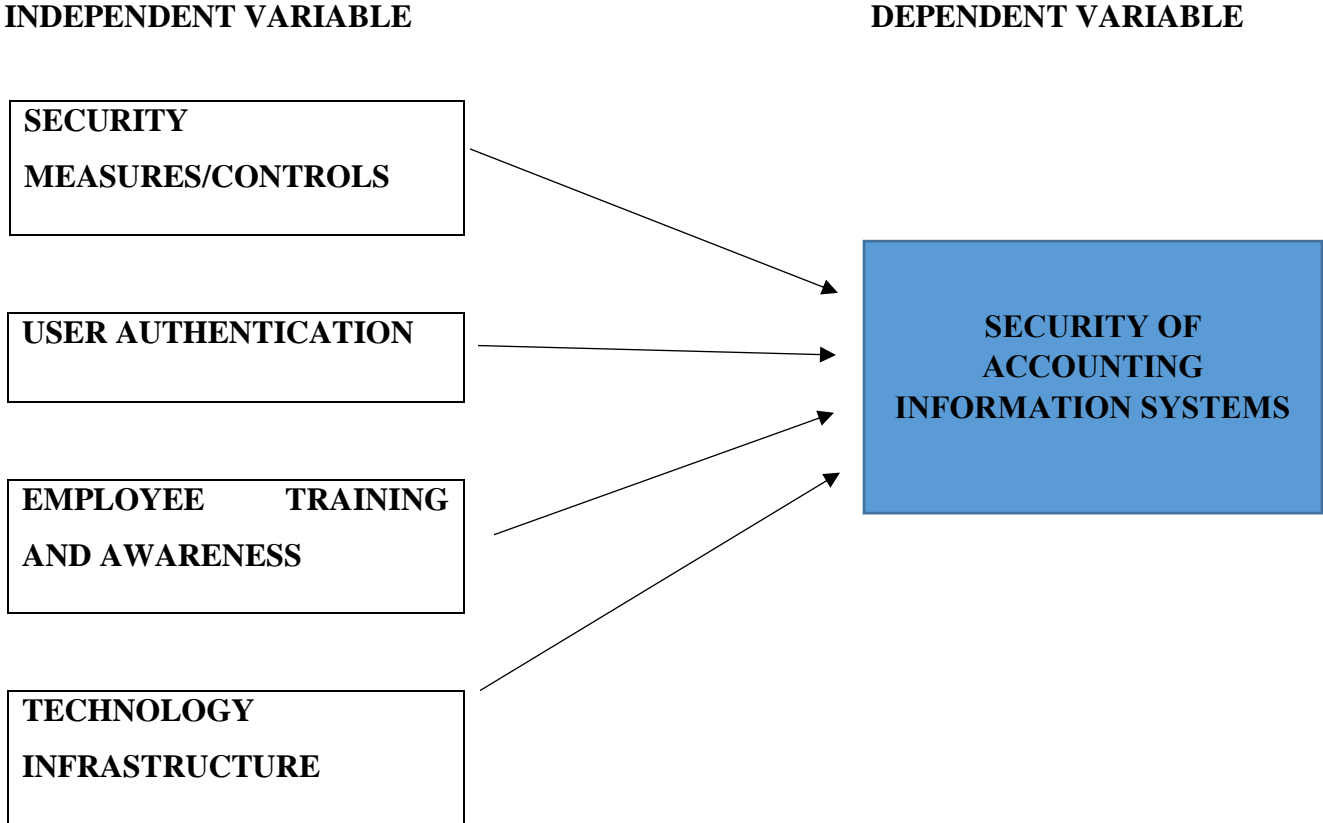 INDEPENDENT VARIABLE
DEPENDENT VARIABLE
SECURITY
MEASURES/CONTROLS
USER AUTHENTICATION
EMPLOYEE TRAINING
AND AWARENESS
TECHNOLOGY
INFRASTRUCTURE
SECURITY OF
ACCOUNTING
INFORMATION SYSTEMS